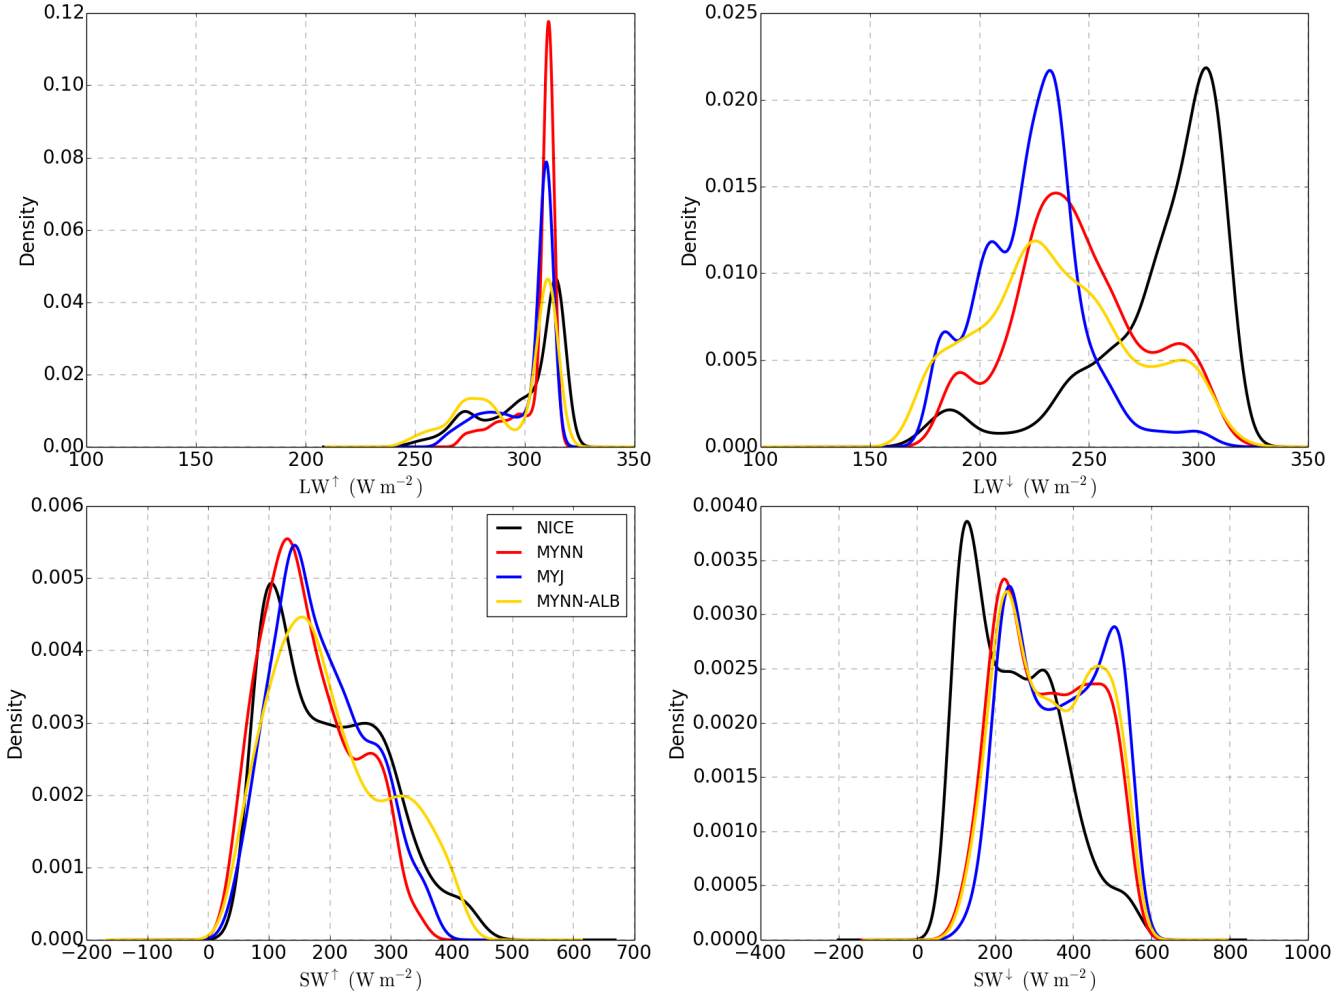 0.12
0.10
0.08
0.06
0.04
0.02
0.00
Density
100 150 200 250 300 350
LW↑ (W m−2)
0.025
0.020
0.015
0.010
0.005
0.000
Density
100 150 200 250 300 350
LW↓ (W m−2)
0.006
0.005
0.004
0.003
0.002
0.001
0.000
Density
NICE
MYNN
MYJ
MYNN-ALB
−200 −100 0 100 200 300 400 500 600 700
SW↑ (W m−2)
0.0040
0.0035
0.0030
0.0025
0.0020
0.0015
0.0010
0.0005
0.0000
Density
−400 −200 0 200 400 600 800 1000
SW↓ (W m−2)